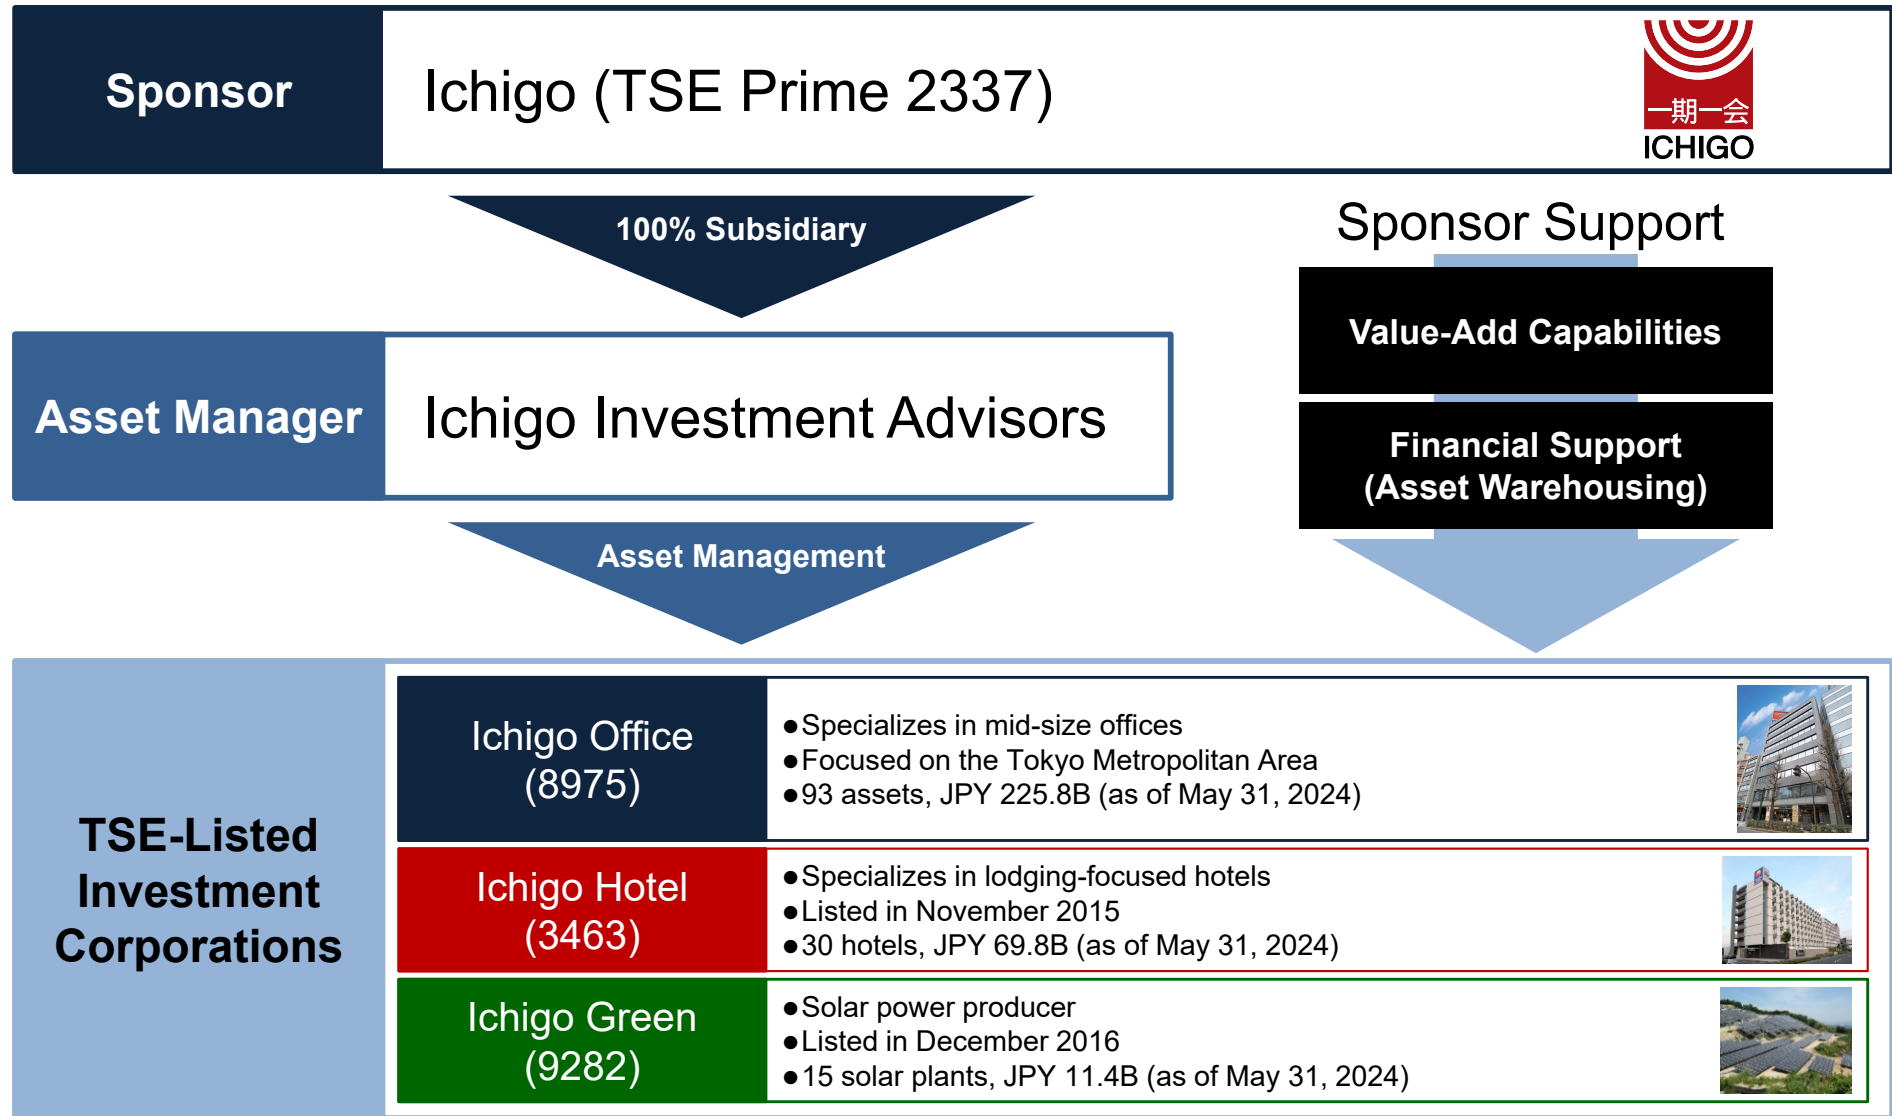 Sponsor
Ichigo (TSE Prime 2337)
一期一会
ICHIGO
100% Subsidiary
Sponsor Support
Value-Add Capabilities
Asset Manager
Ichigo Investment Advisors
Financial Support
(Asset Warehousing)
Asset Management
TSE-Listed
Investment
Corporations
Ichigo Office
(8975)
●Specializes in mid-size offices
●Focused on the Tokyo Metropolitan Area
●93 assets, JPY 225.8B (as of May 31, 2024)
Ichigo Hotel
(3463)
●Specializes in lodging-focused hotels
●Listed in November 2015
●30 hotels, JPY 69.8B (as of May 31, 2024)
Ichigo Green
(9282)
●Solar power producer
●Listed in December 2016
●15 solar plants, JPY 11.4B (as of May 31, 2024)